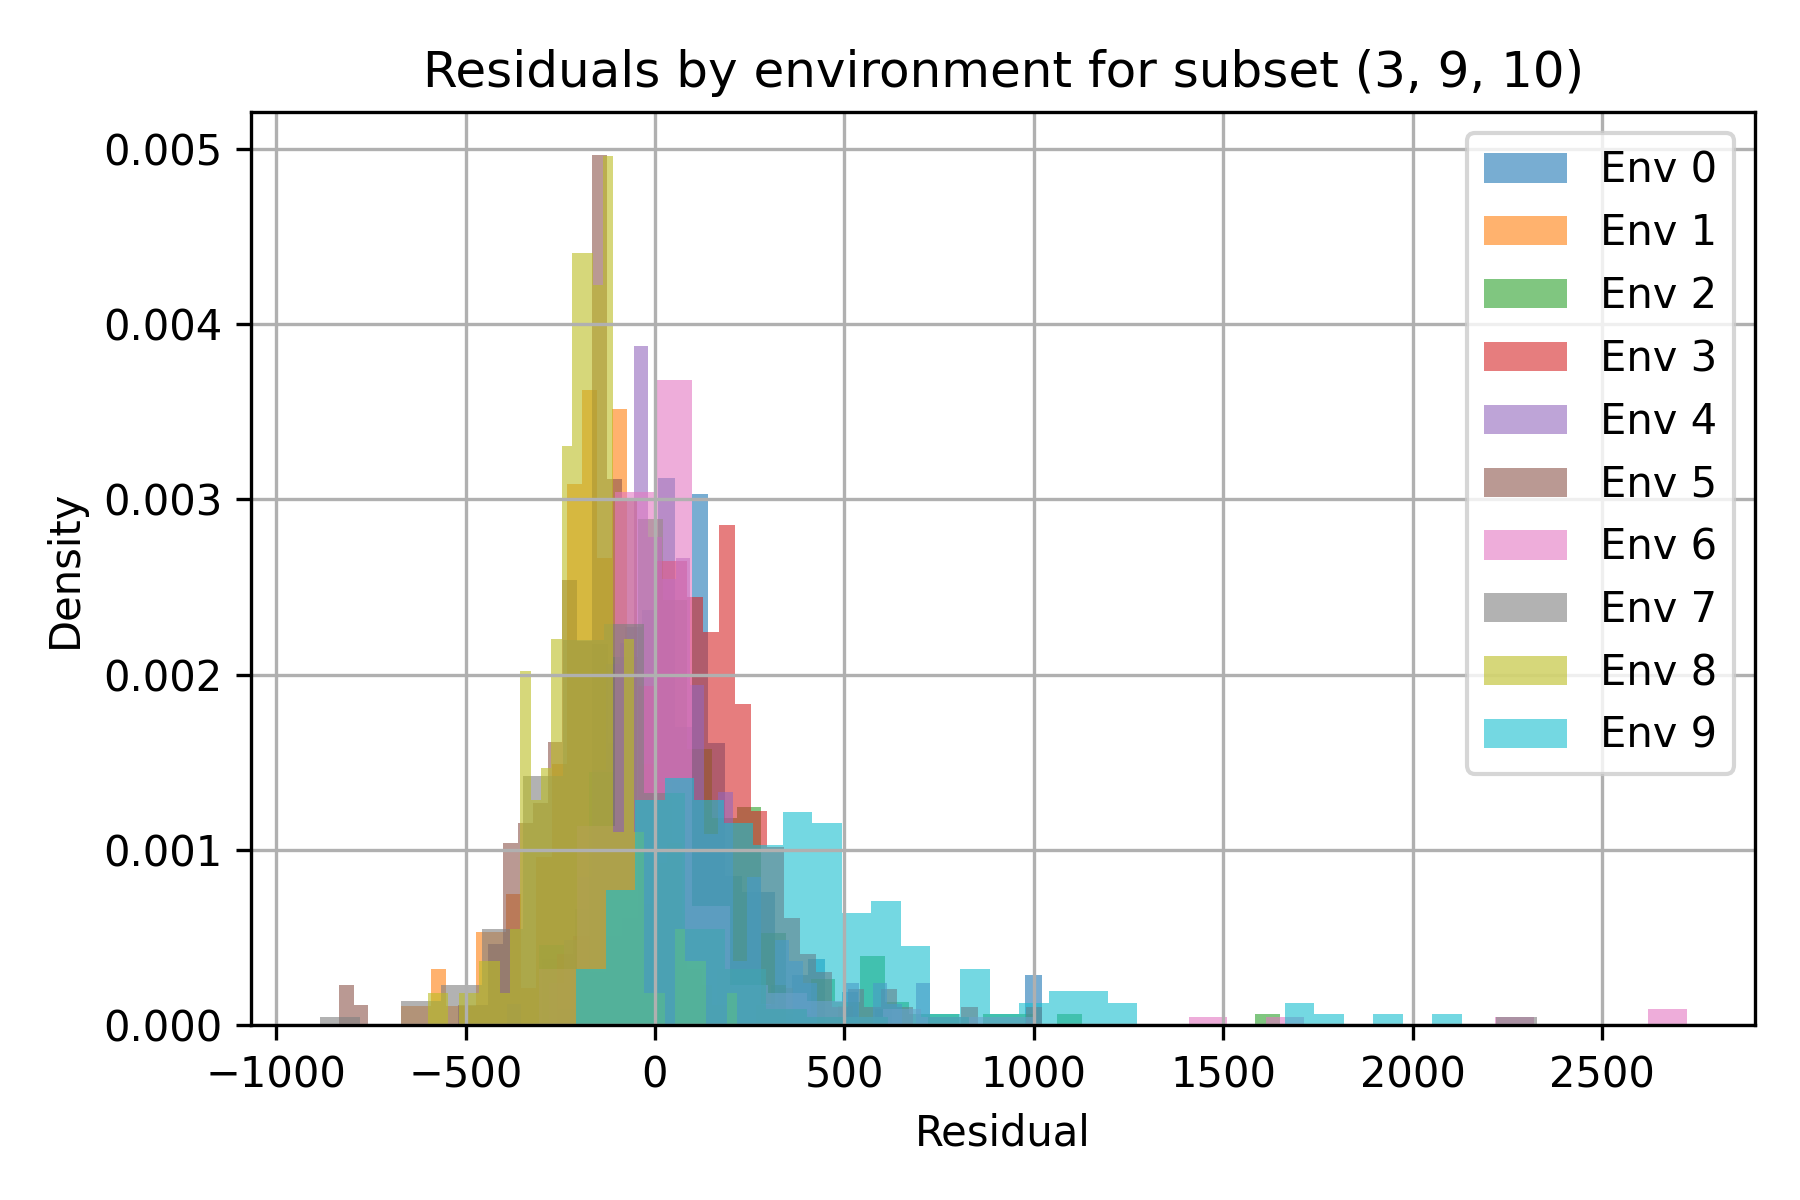 Residuals by environment for subset (3, 9, 10)
0.005
0.004
0.003
0.002
0.001
0.000
Density
−1000
−500
0
500
1000
1500
2000
2500
Residual
Env 0
Env 1
Env 2
Env 3
Env 4
Env 5
Env 6
Env 7
Env 8
Env 9